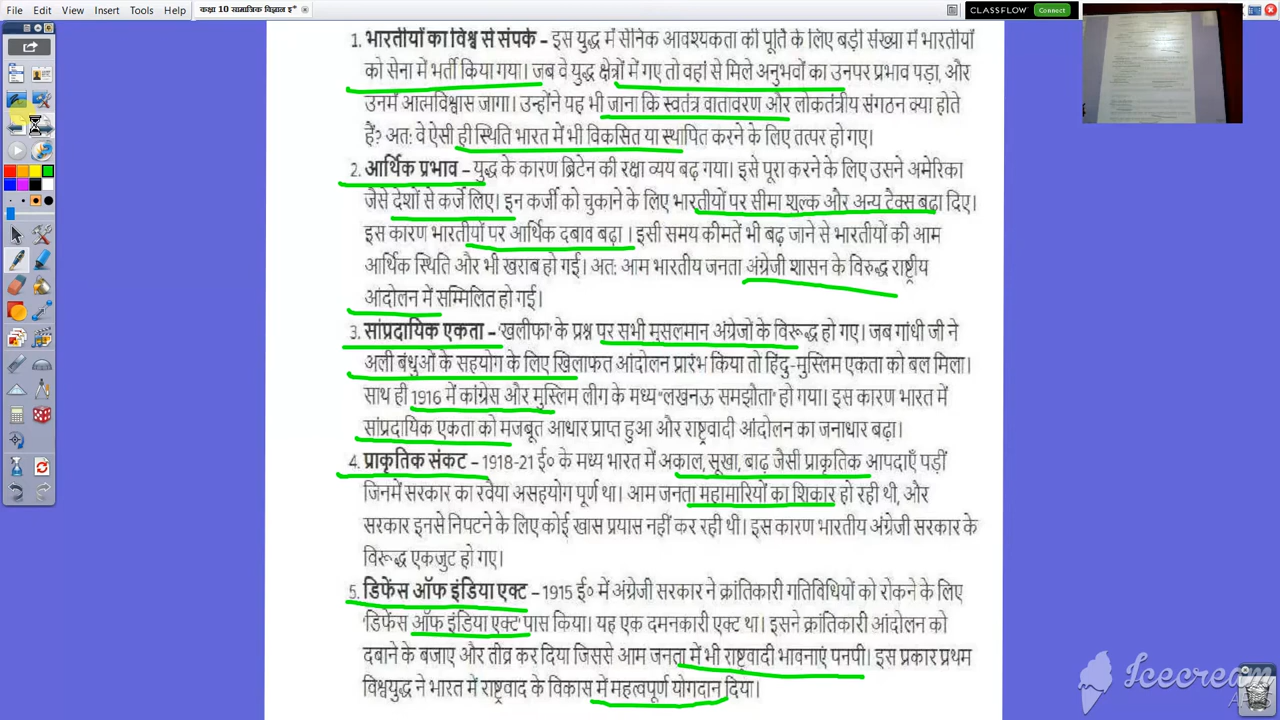 File Edit View Insert Tools Help कक्षा 10 सामाजिक विज्ञान इ* CLASSFLOW Connect
1. भारतीयों का विश्व से संपर्क – इस युद्ध में सैनिक आवश्यकता की पूर्ति के लिए बड़ी संख्या में भारतीयों
को सेना में भर्ती किया गया। जब वे युद्ध क्षेत्रों में गए तो वहां से मिले अनुभवों का उनपर प्रभाव पड़ा, और
उनमें आत्मविश्वास जागा। उन्होंने यह भी जाना कि स्वतंत्र वातावरण और लोकतंत्रीय संगठन क्या होते
हैं? अत: वे ऐसी ही स्थिति भारत में भी विकसित या स्थापित करने के लिए तत्पर हो गए।
2. आर्थिक प्रभाव – युद्ध के कारण ब्रिटेन की रक्षा व्यय बढ़ गया। इसे पूरा करने के लिए उसने अमेरिका
जैसे देशों से कर्जे लिए। इन कर्जो को चुकाने के लिए भारतीयों पर सीमा शुल्क और अन्य टैक्स बढ़ा दिए।
इस कारण भारतीयों पर आर्थिक दबाव बढ़ा । इसी समय कीमतें भी बढ़ जाने से भारतीयों की आम
आर्थिक स्थिति और भी खराब हो गई। अत: आम भारतीय जनता अंग्रेजी शासन के विरुद्ध राष्ट्रीय
आंदोलन में सम्मिलित हो गई।
3. सांप्रदायिक एकता – 'खलीफा' के प्रश्न पर सभी मुसलमान अंग्रेजों के विरूद्ध हो गए। जब गांधी जी ने
अली बंधुओं के सहयोग के लिए खिलाफत आंदोलन प्रारंभ किया तो हिंदु-मुस्लिम एकता को बल मिला।
साथ ही 1916 में कांग्रेस और मुस्लिम लीग के मध्य "लखनऊ समझौता" हो गया। इस कारण भारत में
सांप्रदायिक एकता को मजबूत आधार प्राप्त हुआ और राष्ट्रवादी आंदोलन का जनाधार बढ़ा।
4. प्राकृतिक संकट – 1918-21 ई० के मध्य भारत में अकाल, सूखा, बाढ़ जैसी प्राकृतिक आपदाएँ पड़ीं
जिनमें सरकार का रवैया असहयोग पूर्ण था। आम जनता महामारियों का शिकार हो रही थी, और
सरकार इनसे निपटने के लिए कोई खास प्रयास नहीं कर रही थी। इस कारण भारतीय अंग्रेजी सरकार के
विरूद्ध एकजुट हो गए।
5. डिफेंस ऑफ इंडिया एक्ट – 1915 ई० में अंग्रेजी सरकार ने क्रांतिकारी गतिविधियों को रोकने के लिए
'डिफेंस ऑफ इंडिया एक्ट' पास किया। यह एक दमनकारी एक्ट था। इसने क्रांतिकारी आंदोलन को
दबाने के बजाए और तीव्र कर दिया जिससे आम जनता में भी राष्ट्रवादी भावनाएं पनपी। इस प्रकार प्रथम
विश्वयुद्ध ने भारत में राष्ट्रवाद के विकास में महत्वपूर्ण योगदान दिया।
Icecream